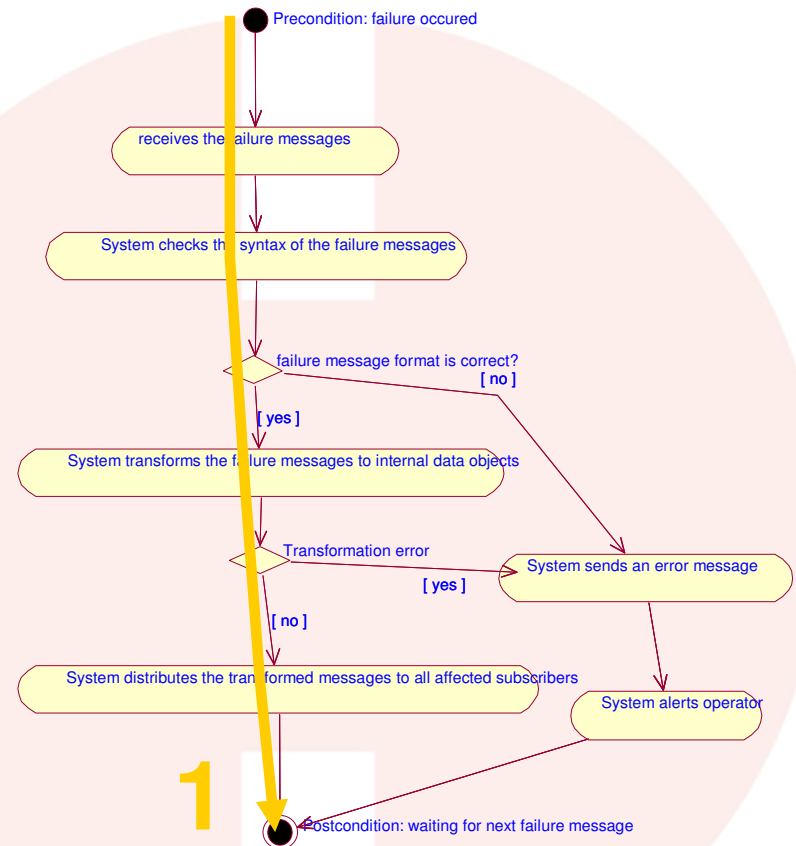 Precondition: failure occured
receives the failure messages
System checks the syntax of the failure messages
failure message format is correct?
[ no ]
[ yes ]
System transforms the failure messages to internal data objects
Transformation error
System sends an error message
[ yes ]
[ no ]
System distributes the transformed messages to all affected subscribers
System alerts operator
1
Postcondition: waiting for next failure message